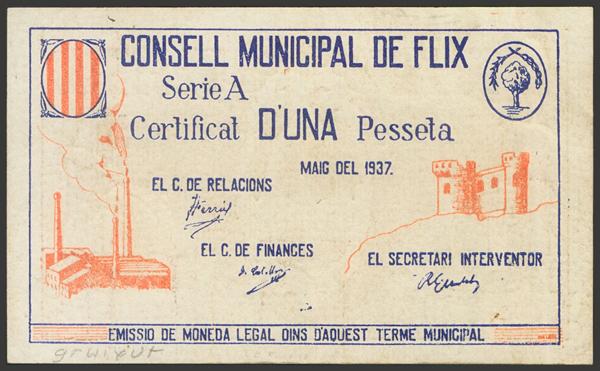 CONSELL MUNICIPAL DE FLIX
Serie A
Certificat D'UNA Pesseta
MAIG DEL 1937.
EL C. DE RELACIONS
EL C. DE FINANCES
EL SECRETARI INTERVENTOR
EMISSIO DE MONEDA LEGAL DINS D'AQUEST TERME MUNICIPAL